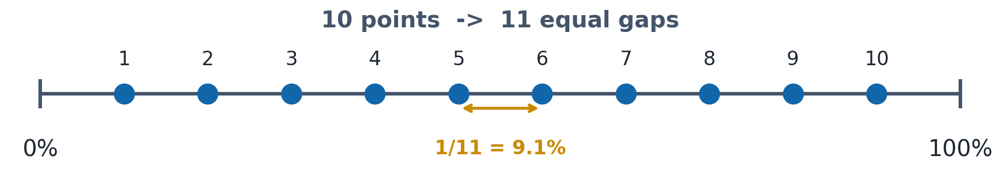 10 points -> 11 equal gaps
1 2 3 4 5 6 7 8 9 10
0% 1/11 = 9.1% 100%